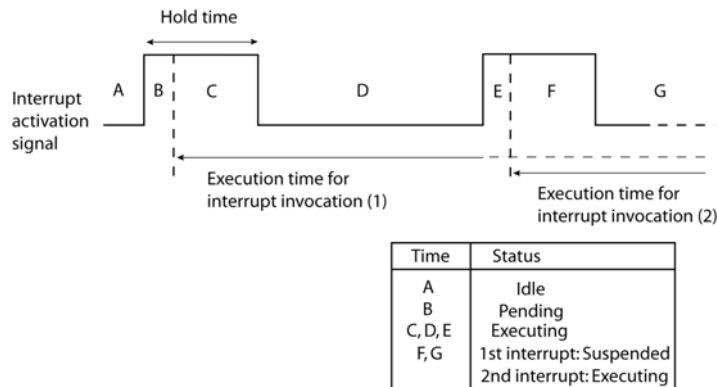 Hold time
A B C D E F G
Interrupt
activation
signal
Execution time for
interrupt invocation (1)
Execution time for
interrupt invocation (2)
Time Status
A Idle
B Pending
C, D, E Executing
F, G 1st interrupt: Suspended
2nd interrupt: Executing